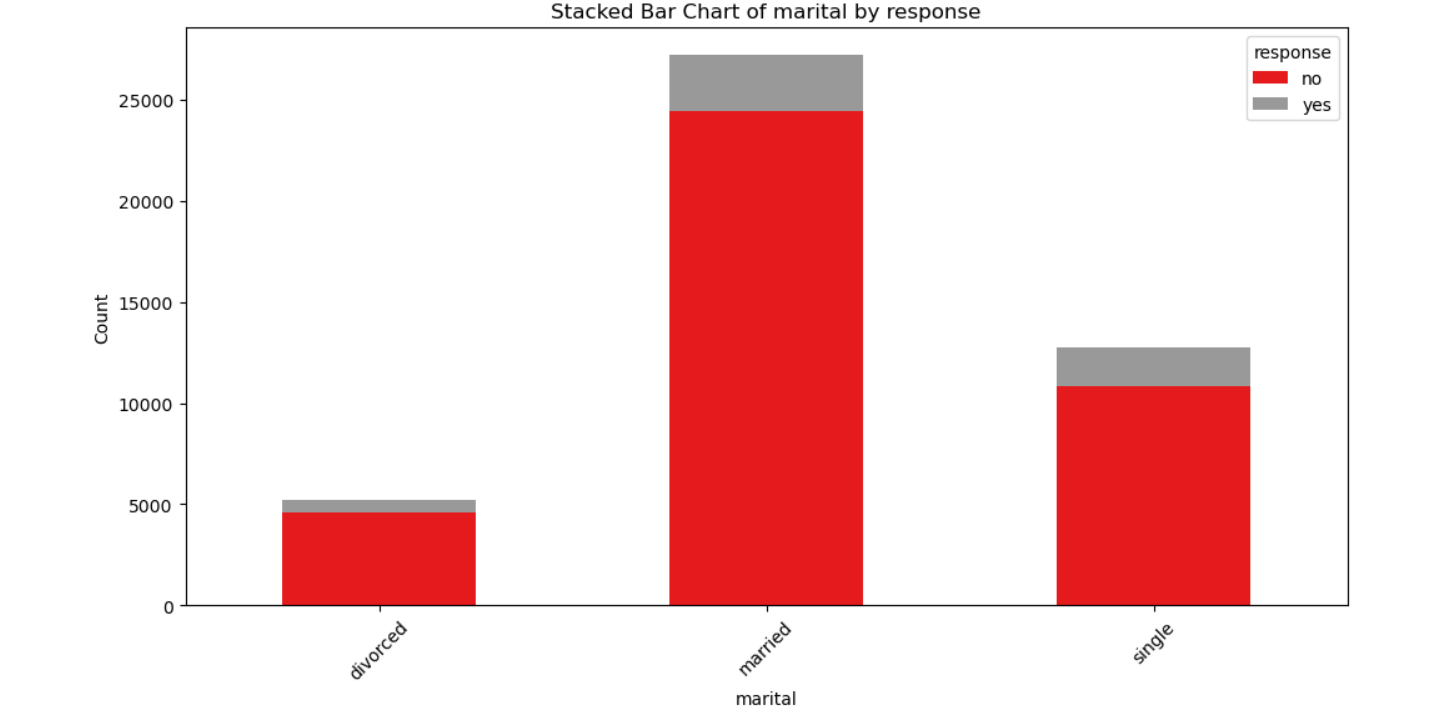 Stacked Bar Chart of marital by response
response
no
yes
Count
25000
20000
15000
10000
5000
0
divorced
married
single
marital